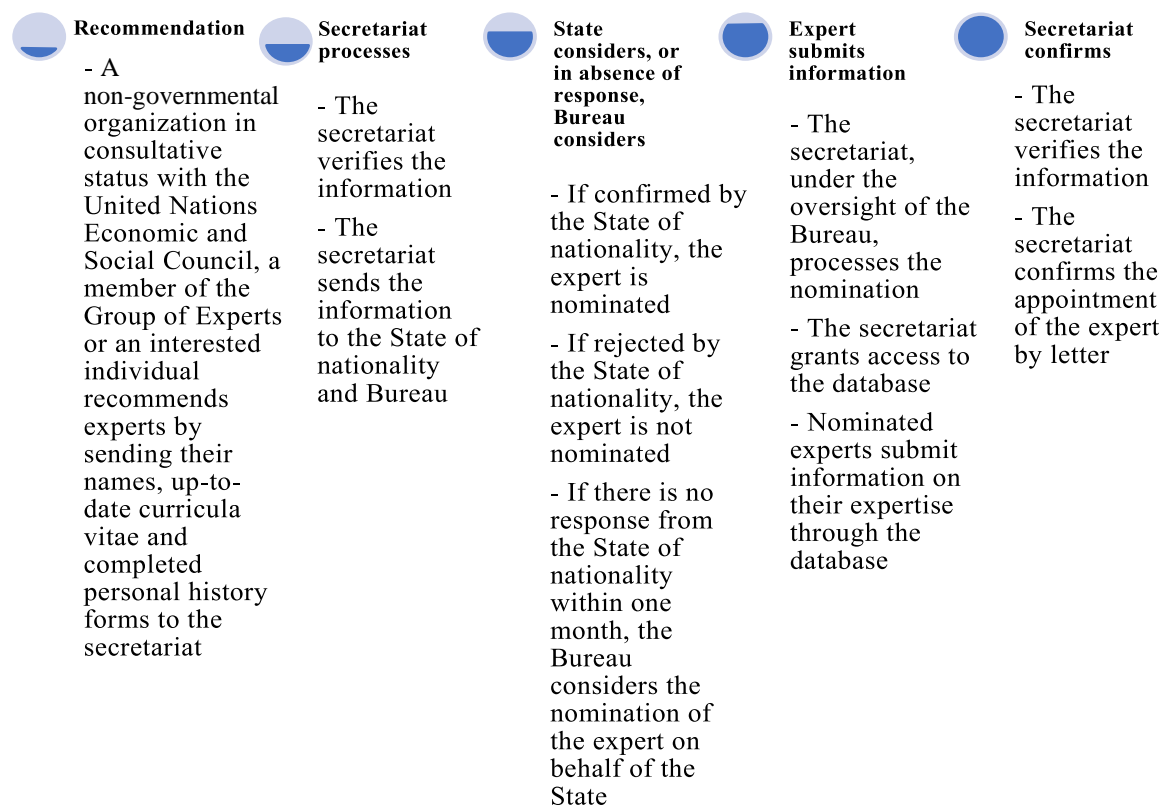 Recommendation
- A
non-governmental
organization in
consultative
status with the
United Nations
Economic and
Social Council, a
member of the
Group of Experts
or an interested
individual
recommends
experts by
sending their
names, up-to-
date curricula
vitae and
completed
personal history
forms to the
secretariat
Secretariat
processes
- The
secretariat
verifies the
information
- The
secretariat
sends the
information
to the State of
nationality
and Bureau
State
considers, or
in absence of
response,
Bureau
considers
- If confirmed by
the State of
nationality, the
expert is
nominated
- If rejected by
the State of
nationality, the
expert is not
nominated
- If there is no
response from
the State of
nationality
within one
month, the
Bureau
considers the
nomination of
the expert on
behalf of the
State
Expert
submits
information
- The
secretariat,
under the
oversight of the
Bureau,
processes the
nomination
- The secretariat
grants access to
the database
- Nominated
experts submit
information on
their expertise
through the
database
Secretariat
confirms
- The
secretariat
verifies the
information
- The
secretariat
confirms the
appointment
of the expert
by letter